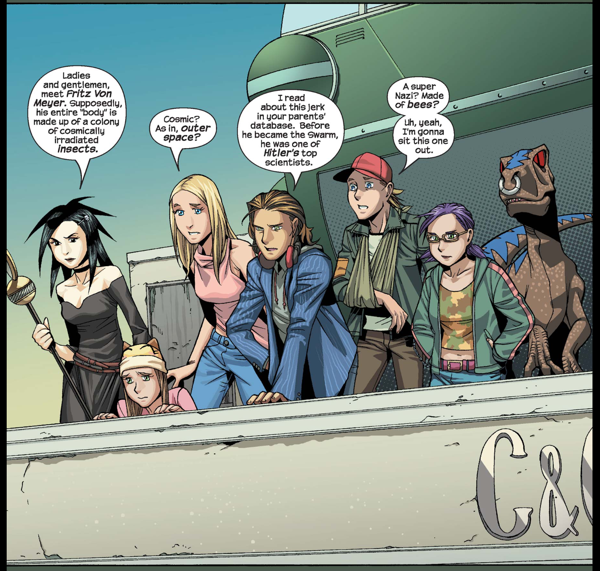 Ladies
and gentlemen,
meet Fritz Von
Meyer. Supposedly,
his entire "body" is
made up of a colony
of cosmically
irradiated
insects.
Cosmic?
As in, outer
space?
I read
about this jerk
in your parents'
database. Before
he became the Swarm,
he was one of
Hitler's top
scientists.
A super
Nazi? Made
of bees?
Uh, yeah,
I'm gonna
sit this one
out.
C&